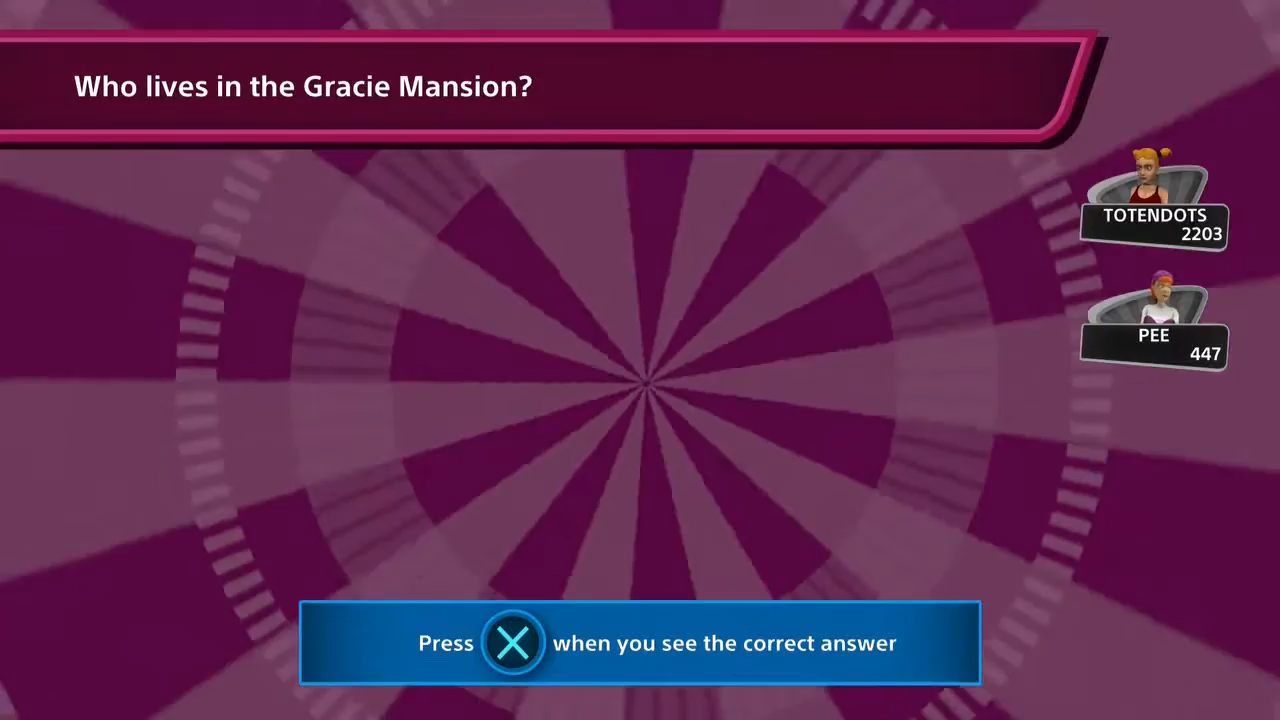 Who lives in the Gracie Mansion?
TOTENDOTS
2203
PEE
447
Press X when you see the correct answer